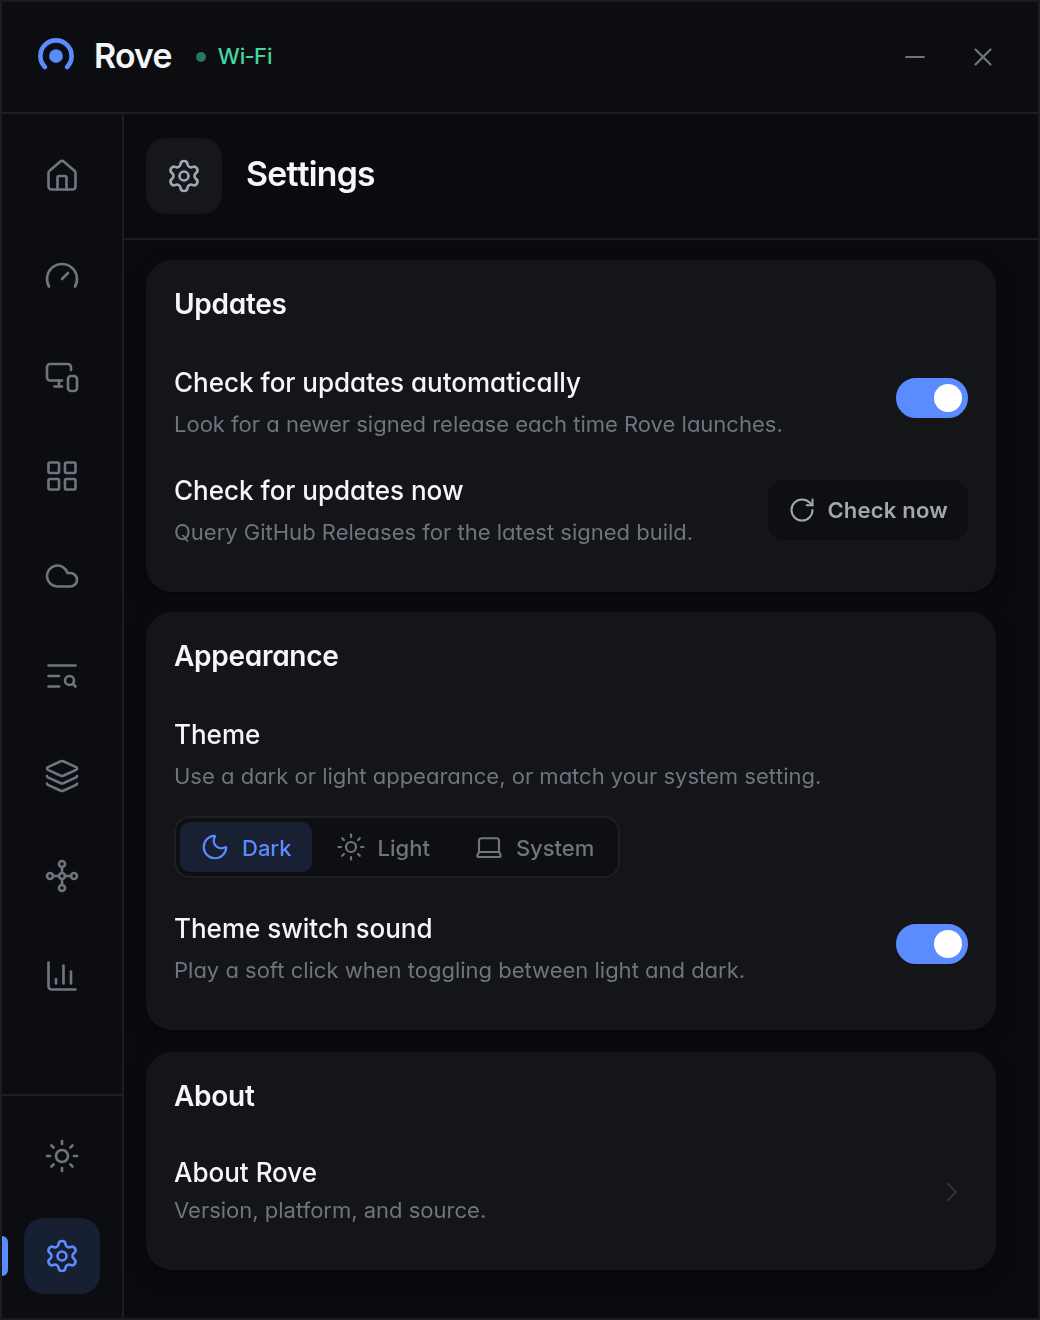 Rove
Wi-Fi
Settings
Updates
Check for updates automatically
Look for a newer signed release each time Rove launches.
Check for updates now
Query GitHub Releases for the latest signed build.
Check now
Appearance
Theme
Use a dark or light appearance, or match your system setting.
Dark
Light
System
Theme switch sound
Play a soft click when toggling between light and dark.
About
About Rove
Version, platform, and source.